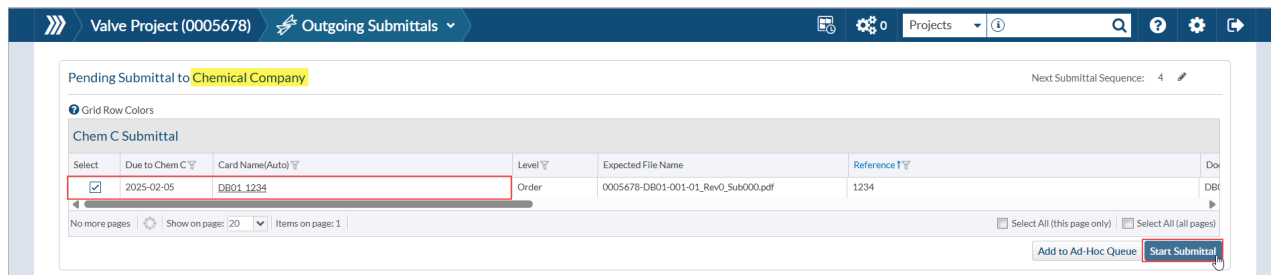 Valve Project (0005678) Outgoing Submittals 0 Projects
Pending Submittal to Chemical Company Next Submittal Sequence: 4
Grid Row Colors
Chem C Submittal
Select Due to Chem C Card Name(Auto) Level Expected File Name Reference Do
2025-02-05 DB01 1234 Order 0005678-DB01-001-01_Rev0_Sub000.pdf 1234 DB0
No more pages Show on page: 20 Items on page: 1 Select All (this page only) Select All (all pages)
Add to Ad-Hoc Queue Start Submittal